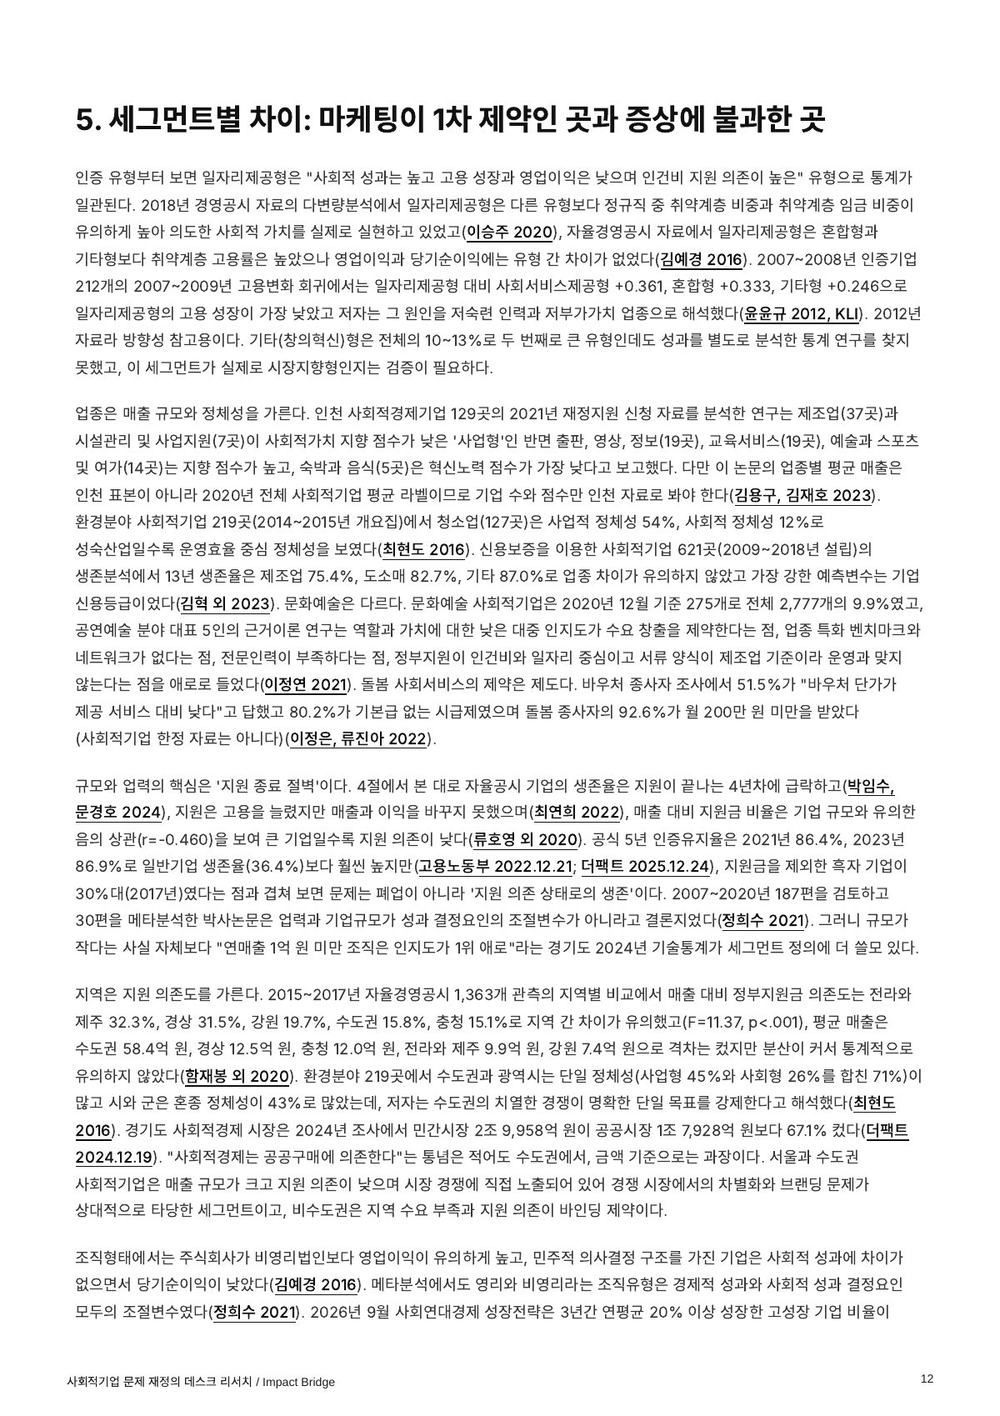 5. 세그먼트별 차이: 마케팅이 1차 제약인 곳과 증상에 불과한 곳
인증 유형부터 보면 일자리제공형은 "사회적 성과는 높고 고용 성장과 영업이익은 낮으며 인건비 지원 의존이 높은" 유형으로 통계가
일관된다. 2018년 경영공시 자료의 다변량분석에서 일자리제공형은 다른 유형보다 정규직 중 취약계층 비중과 취약계층 임금 비중이
유의하게 높아 의도한 사회적 가치를 실제로 실현하고 있었고(이승주 2020), 자율경영공시 자료에서 일자리제공형은 혼합형과
기타형보다 취약계층 고용률은 높았으나 영업이익과 당기순이익에는 유형 간 차이가 없었다(김예경 2016). 2007~2008년 인증기업
212개의 2007~2009년 고용변화 회귀에서는 일자리제공형 대비 사회서비스제공형 +0.361, 혼합형 +0.333, 기타형 +0.246으로
일자리제공형의 고용 성장이 가장 낮았고 저자는 그 원인을 저숙련 인력과 저부가가치 업종으로 해석했다(윤윤규 2012, KLI). 2012년
자료라 방향성 참고용이다. 기타(창의혁신)형은 전체의 10~13%로 두 번째로 큰 유형인데도 성과를 별도로 분석한 통계 연구를 찾지
못했고, 이 세그먼트가 실제로 시장지향형인지는 검증이 필요하다.
업종은 매출 규모와 정체성을 가른다. 인천 사회적경제기업 129곳의 2021년 재정지원 신청 자료를 분석한 연구는 제조업(37곳)과
시설관리 및 사업지원(7곳)이 사회적가치 지향 점수가 낮은 '사업형'인 반면 출판, 영상, 정보(19곳), 교육서비스(19곳), 예술과 스포츠
및 여가(14곳)는 지향 점수가 높고, 숙박과 음식(5곳)은 혁신노력 점수가 가장 낮다고 보고했다. 다만 이 논문의 업종별 평균 매출은
인천 표본이 아니라 2020년 전체 사회적기업 평균 라벨이므로 기업 수와 점수만 인천 자료로 봐야 한다(김용구, 김재호 2023).
환경분야 사회적기업 219곳(2014~2015년 개요집)에서 청소업(127곳)은 사업적 정체성 54%, 사회적 정체성 12%로
성숙산업일수록 운영효율 중심 정체성을 보였다(최현도 2016). 신용보증을 이용한 사회적기업 621곳(2009~2018년 설립)의
생존분석에서 13년 생존율은 제조업 75.4%, 도소매 82.7%, 기타 87.0%로 업종 차이가 유의하지 않았고 가장 강한 예측변수는 기업
신용등급이었다(김혁 외 2023). 문화예술은 다르다. 문화예술 사회적기업은 2020년 12월 기준 275개로 전체 2,777개의 9.9%였고,
공연예술 분야 대표 5인의 근거이론 연구는 역할과 가치에 대한 낮은 대중 인지도가 수요 창출을 제약한다는 점, 업종 특화 벤치마크와
네트워크가 없다는 점, 전문인력이 부족하다는 점, 정부지원이 인건비와 일자리 중심이고 서류 양식이 제조업 기준이라 운영과 맞지
않는다는 점을 애로로 들었다(이정연 2021). 돌봄 사회서비스의 제약은 제도다. 바우처 종사자 조사에서 51.5%가 "바우처 단가가
제공 서비스 대비 낮다"고 답했고 80.2%가 기본급 없는 시급제였으며 돌봄 종사자의 92.6%가 월 200만 원 미만을 받았다
(사회적기업 한정 자료는 아니다)(이정은, 류진아 2022).
규모와 업력의 핵심은 '지원 종료 절벽'이다. 4절에서 본 대로 자율공시 기업의 생존율은 지원이 끝나는 4년차에 급락하고(박임수,
문경호 2024), 지원은 고용을 늘렸지만 매출과 이익을 바꾸지 못했으며(최연희 2022), 매출 대비 지원금 비율은 기업 규모와 유의한
음의 상관(r=-0.460)을 보여 큰 기업일수록 지원 의존이 낮다(류호영 외 2020). 공식 5년 인증유지율은 2021년 86.4%, 2023년
86.9%로 일반기업 생존율(36.4%)보다 훨씬 높지만(고용노동부 2022.12.21; 더팩트 2025.12.24), 지원금을 제외한 흑자 기업이
30%대(2017년)였다는 점과 겹쳐 보면 문제는 폐업이 아니라 '지원 의존 상태로의 생존'이다. 2007~2020년 187편을 검토하고
30편을 메타분석한 박사논문은 업력과 기업규모가 성과 결정요인의 조절변수가 아니라고 결론지었다(정희수 2021). 그러니 규모가
작다는 사실 자체보다 "연매출 1억 원 미만 조직은 인지도가 1위 애로"라는 경기도 2024년 기술통계가 세그먼트 정의에 더 쓸모 있다.
지역은 지원 의존도를 가른다. 2015~2017년 자율경영공시 1,363개 관측의 지역별 비교에서 매출 대비 정부지원금 의존도는 전라와
제주 32.3%, 경상 31.5%, 강원 19.7%, 수도권 15.8%, 충청 15.1%로 지역 간 차이가 유의했고(F=11.37, p<.001), 평균 매출은
수도권 58.4억 원, 경상 12.5억 원, 충청 12.0억 원, 전라와 제주 9.9억 원, 강원 7.4억 원으로 격차는 컸지만 분산이 커서 통계적으로
유의하지 않았다(함재봉 외 2020). 환경분야 219곳에서 수도권과 광역시는 단일 정체성(사업형 45%와 사회형 26%를 합친 71%)이
많고 시와 군은 혼종 정체성이 43%로 많았는데, 저자는 수도권의 치열한 경쟁이 명확한 단일 목표를 강제한다고 해석했다(최현도
2016). 경기도 사회적경제 시장은 2024년 조사에서 민간시장 2조 9,958억 원이 공공시장 1조 7,928억 원보다 67.1% 컸다(더팩트
2024.12.19). "사회적경제는 공공구매에 의존한다"는 통념은 적어도 수도권에서, 금액 기준으로는 과장이다. 서울과 수도권
사회적기업은 매출 규모가 크고 지원 의존이 낮으며 시장 경쟁에 직접 노출되어 있어 경쟁 시장에서의 차별화와 브랜딩 문제가
상대적으로 타당한 세그먼트이고, 비수도권은 지역 수요 부족과 지원 의존이 바인딩 제약이다.
조직형태에서는 주식회사가 비영리법인보다 영업이익이 유의하게 높고, 민주적 의사결정 구조를 가진 기업은 사회적 성과에 차이가
없으면서 당기순이익이 낮았다(김예경 2016). 메타분석에서도 영리와 비영리라는 조직유형은 경제적 성과와 사회적 성과 결정요인
모두의 조절변수였다(정희수 2021). 2026년 9월 사회연대경제 성장전략은 3년간 연평균 20% 이상 성장한 고성장 기업 비율이
사회적기업 문제 재정의 데스크 리서치 / Impact Bridge
12